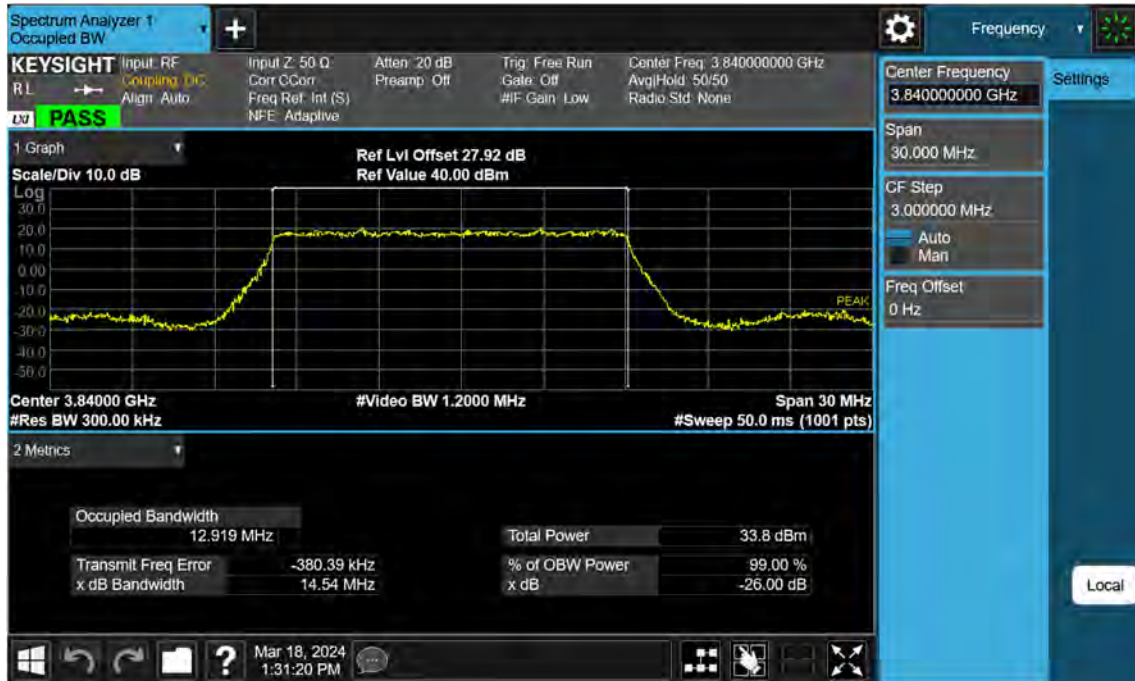 Spectrum Analyzer 1
Occupied BW
+
Frequency
KEYSIGHT
Input: RF
Coupling: DC
Align: Auto
Input Z: 50 Ω
Corr CCorr
Freq Ref: Int (S)
NFE: Adaptive
Atten: 20 dB
Preamp: Off
Trig: Free Run
Gate: Off
#IF Gain: Low
Center Freq: 3.840000000 GHz
Avg|Hold: 50/50
Radio Std: None
R L
LXI
PASS
Center Frequency
3.840000000 GHz
Settings
Span
30.000 MHz
CF Step
3.000000 MHz
Auto
Man
Freq Offset
0 Hz
1 Graph
Scale/Div 10.0 dB
Ref Lvl Offset 27.92 dB
Ref Value 40.00 dBm
Log
30.0
20.0
10.0
0.00
-10.0
-20.0
-30.0
-40.0
-50.0
PEAK
Center 3.84000 GHz
#Video BW 1.2000 MHz
Span 30 MHz
#Res BW 300.00 kHz
#Sweep 50.0 ms (1001 pts)
2 Metrics
Occupied Bandwidth
12.919 MHz
Total Power 33.8 dBm
Transmit Freq Error -380.39 kHz
% of OBW Power 99.00 %
x dB Bandwidth 14.54 MHz
x dB -26.00 dB
Local
?
Mar 18, 2024
1:31:20 PM